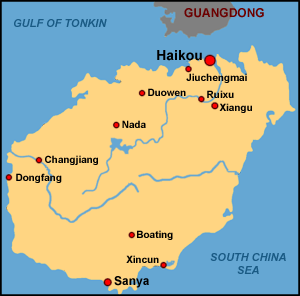 GUANGDONG
GULF OF TONKIN
Haikou
Jiuchengmai
Duowen
Ruixu
Xiangu
Nada
Changjiang
Dongfang
Boating
Xincun
SOUTH CHINA
SEA
Sanya